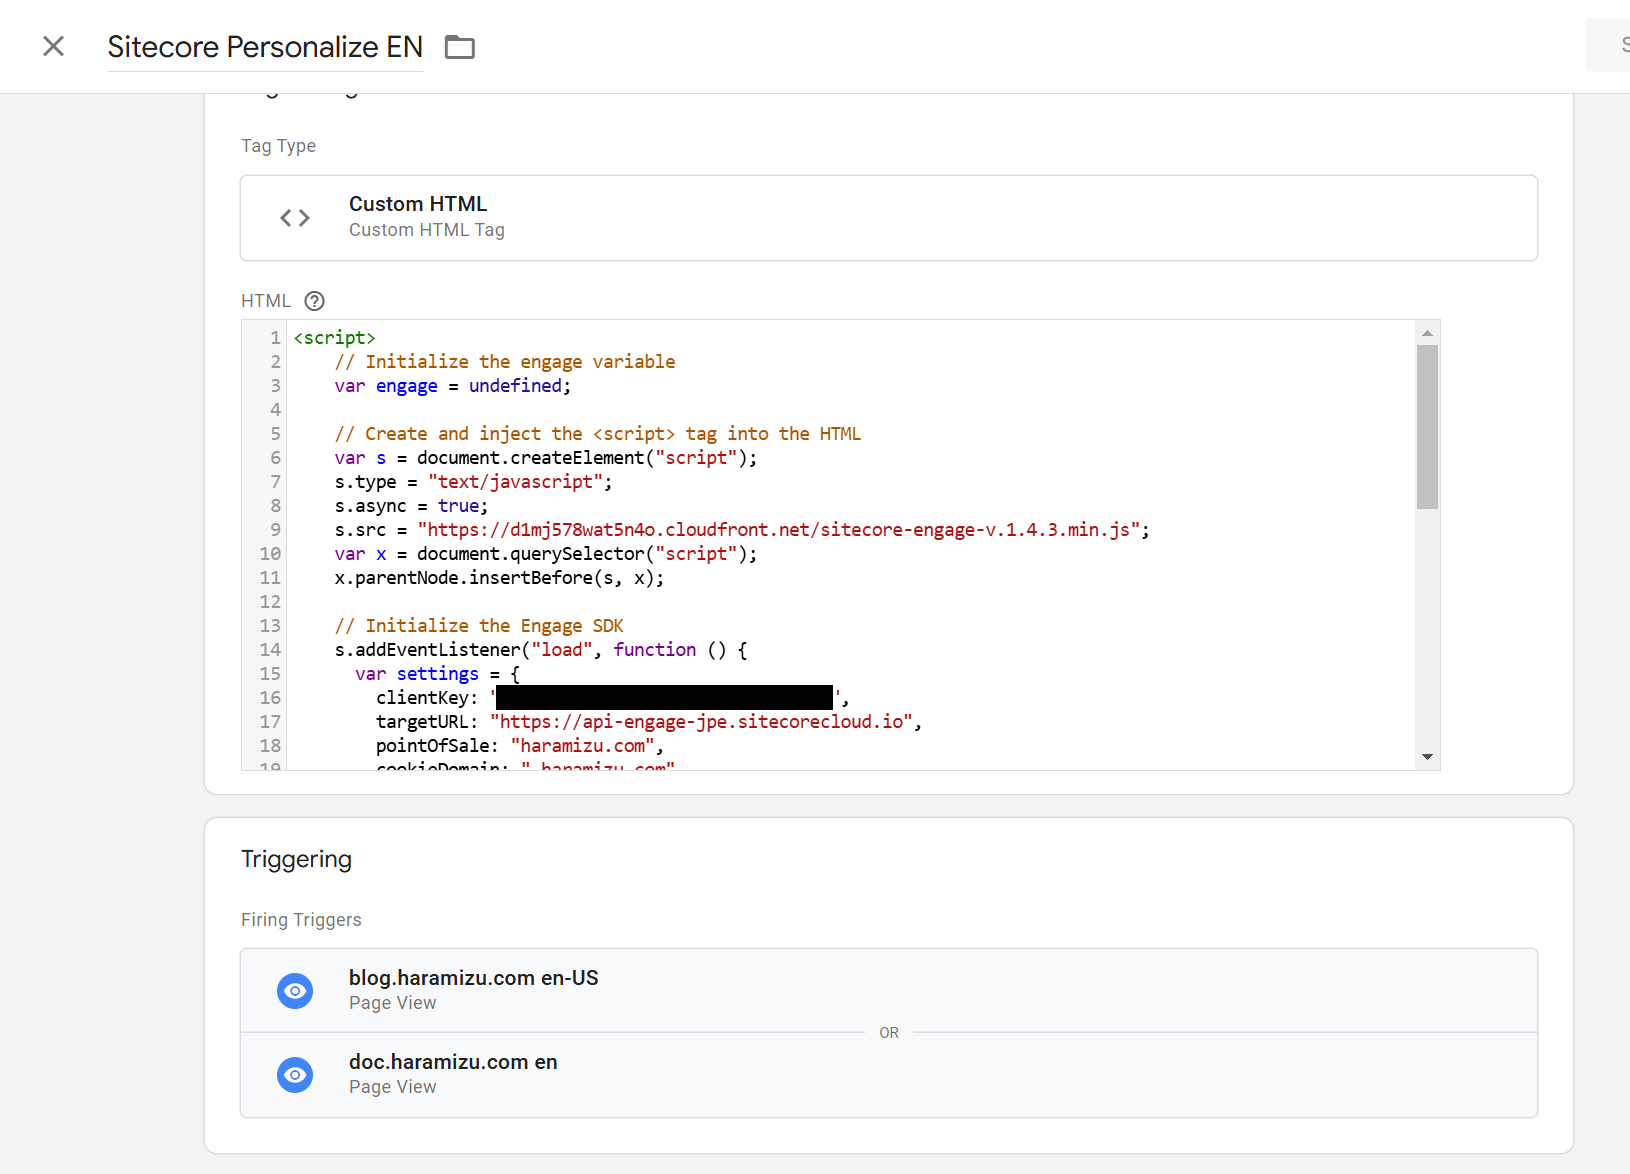 Sitecore Personalize EN
S
Tag Type
Custom HTML
Custom HTML Tag
HTML
1 <script>
2 // Initialize the engage variable
3 var engage = undefined;
4
5 // Create and inject the <script> tag into the HTML
6 var s = document.createElement("script");
7 s.type = "text/javascript";
8 s.async = true;
9 s.src = "https://d1mj578wat5n4o.cloudfront.net/sitecore-engage-v.1.4.3.min.js";
10 var x = document.querySelector("script");
11 x.parentNode.insertBefore(s, x);
12
13 // Initialize the Engage SDK
14 s.addEventListener("load", function () {
15 var settings = {
16 clientKey: '',
17 targetURL: "https://api-engage-jpe.sitecorecloud.io",
18 pointOfSale: "haramizu.com",
19 cookieDomain: ".haramizu.com"
Triggering
Firing Triggers
blog.haramizu.com en-US
Page View
OR
doc.haramizu.com en
Page View